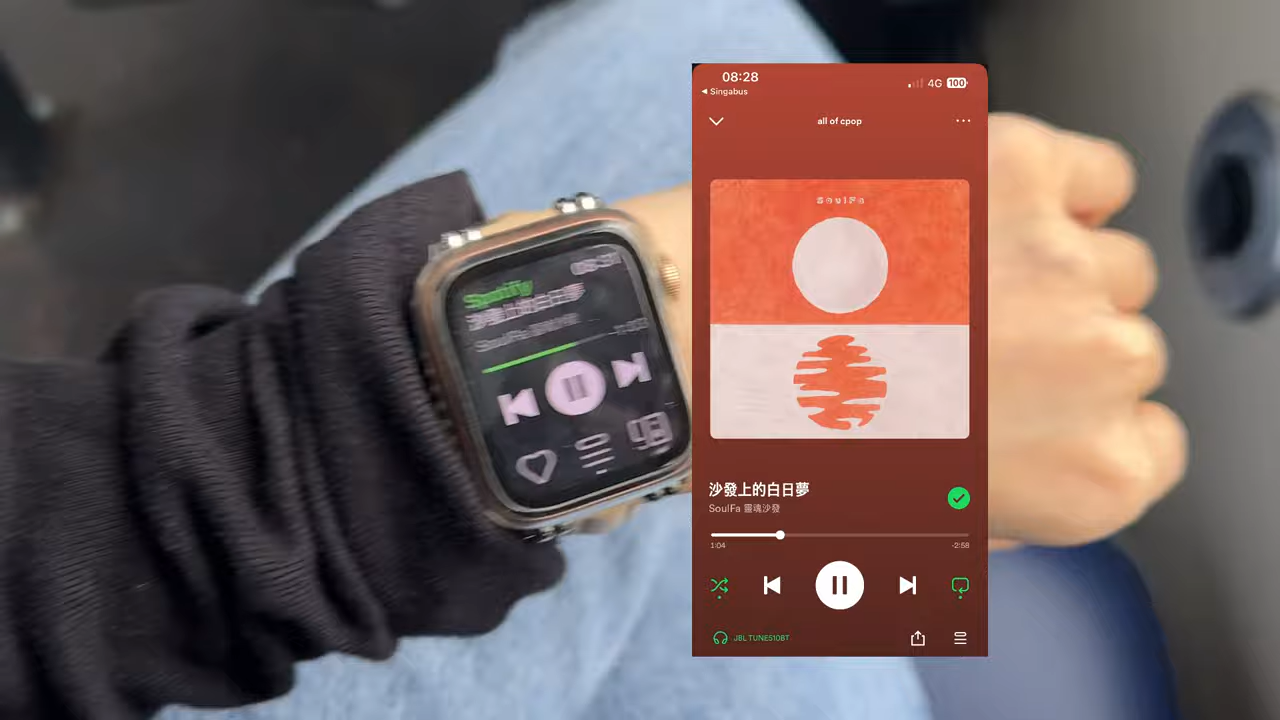 Spotify
08:28
Singabus
4G 100
all of cpop
SoulFa
沙發上的白日夢
SoulFa 靈魂沙發
1:04
-2:58
JBL TUNE510BT